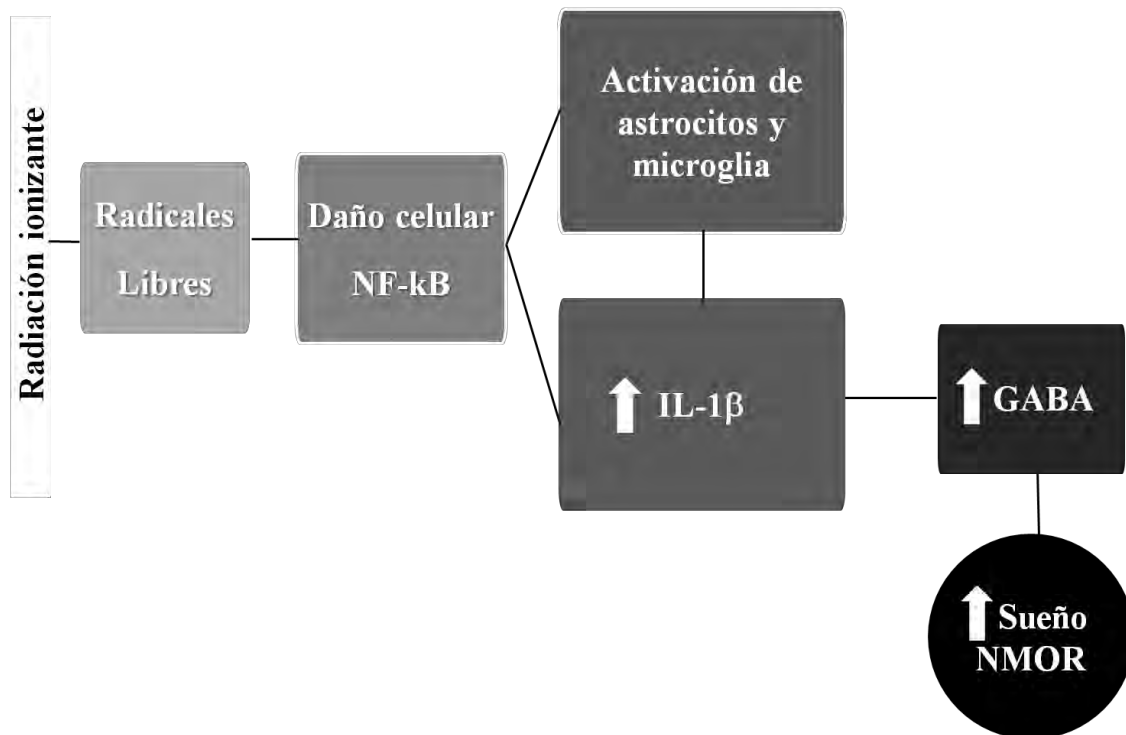 Radiación ionizante
Radicales
Libres
Daño celular
NF-kB
Activación de
astrocitos y
microglia
IL-1β
GABA
Sueño
NMOR